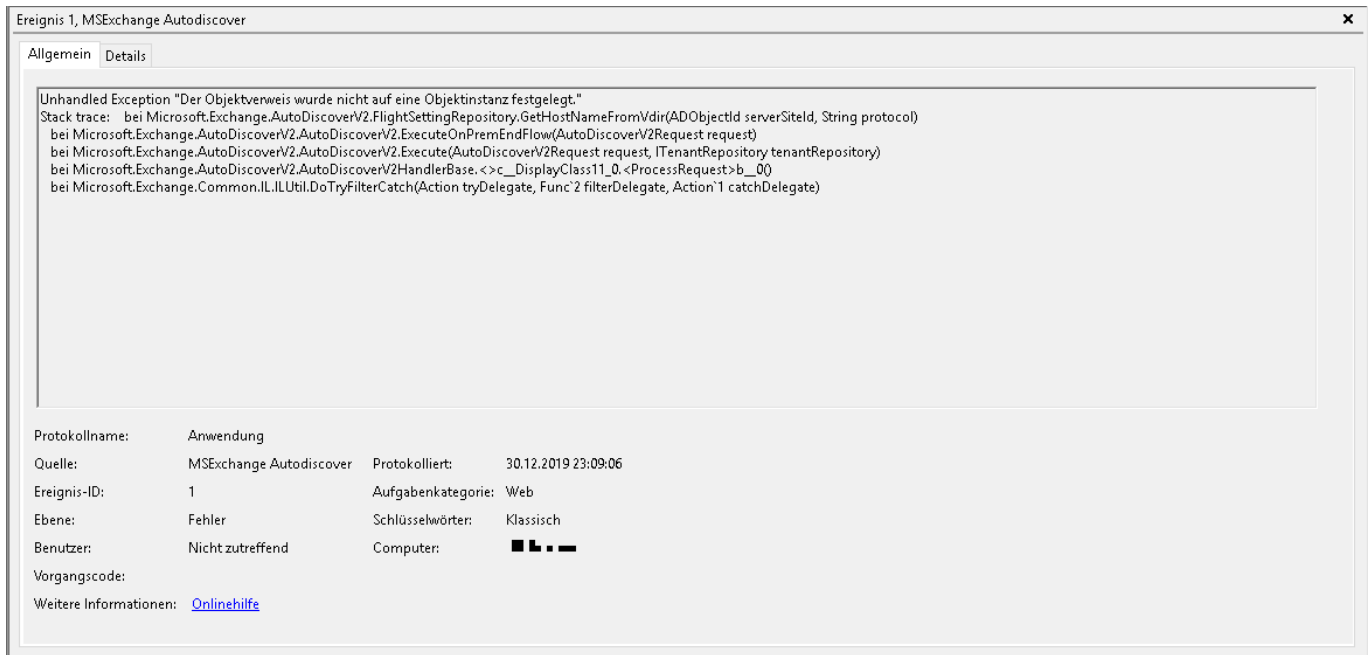 Ereignis 1, MSExchange Autodiscover
Allgemein Details
Unhandled Exception "Der Objektverweis wurde nicht auf eine Objektinstanz festgelegt."
Stack trace: bei Microsoft.Exchange.AutoDiscoverV2.FlightSettingRepository.GetHostNameFromVdir(ADObjectId serverSiteId, String protocol)
bei Microsoft.Exchange.AutoDiscoverV2.AutoDiscoverV2.ExecuteOnPremEndFlow(AutoDiscoverV2Request request)
bei Microsoft.Exchange.AutoDiscoverV2.AutoDiscoverV2.Execute(AutoDiscoverV2Request request, ITenantRepository tenantRepository)
bei Microsoft.Exchange.AutoDiscoverV2.AutoDiscoverV2HandlerBase.<>c__DisplayClass11_0.<ProcessRequest>b__0()
bei Microsoft.Exchange.Common.IL.ILUtil.DoTryFilterCatch(Action tryDelegate, Func`2 filterDelegate, Action`1 catchDelegate)
Protokollname: Anwendung
Quelle: MSExchange Autodiscover Protokolliert: 30.12.2019 23:09:06
Ereignis-ID: 1 Aufgabenkategorie: Web
Ebene: Fehler Schlüsselwörter: Klassisch
Benutzer: Nicht zutreffend Computer:
Vorgangscode:
Weitere Informationen: Onlinehilfe